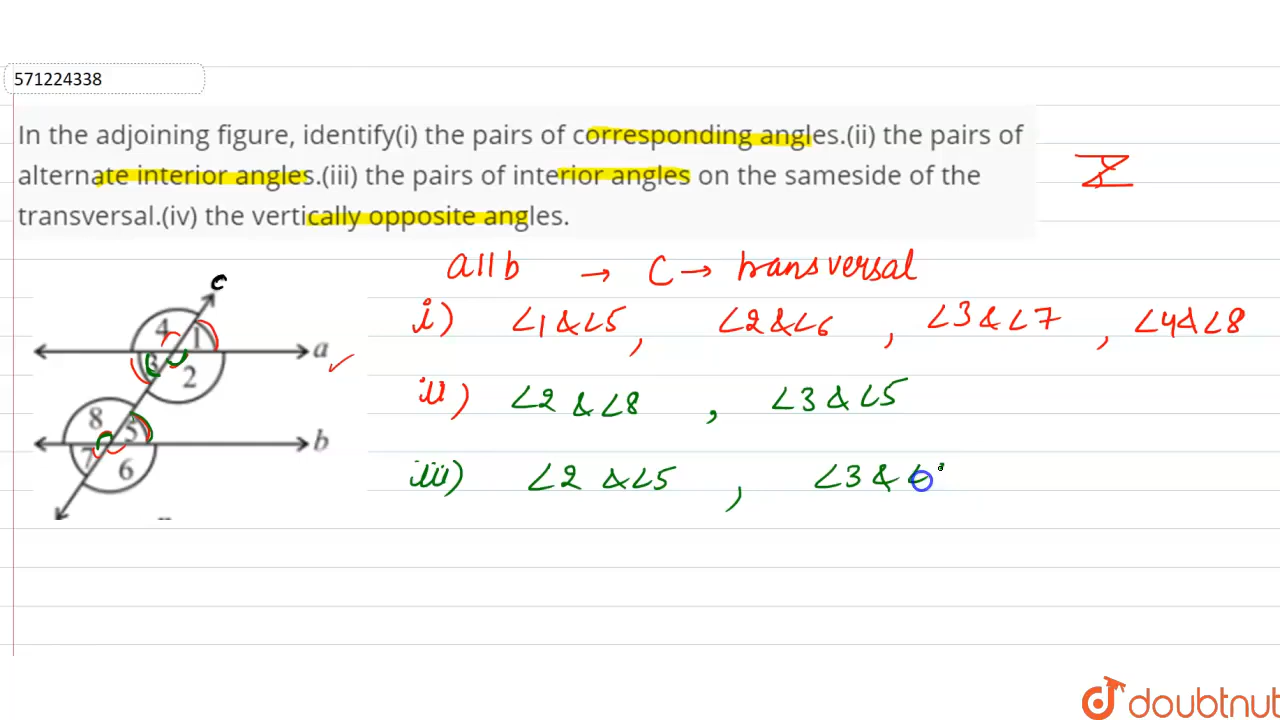 571224338
In the adjoining figure, identify(i) the pairs of corresponding angles.(ii) the pairs of
alternate interior angles.(iii) the pairs of interior angles on the sameside of the
transversal.(iv) the vertically opposite angles.
a||b → C → transversal
i) ∠1&∠5, ∠2&∠6, ∠3&∠7, ∠4&∠8
ii) ∠2&∠8, ∠3&∠5
iii) ∠2&∠5, ∠3&∠
c
4 1
a
3 2
8 5
b
7 6
doubtnut